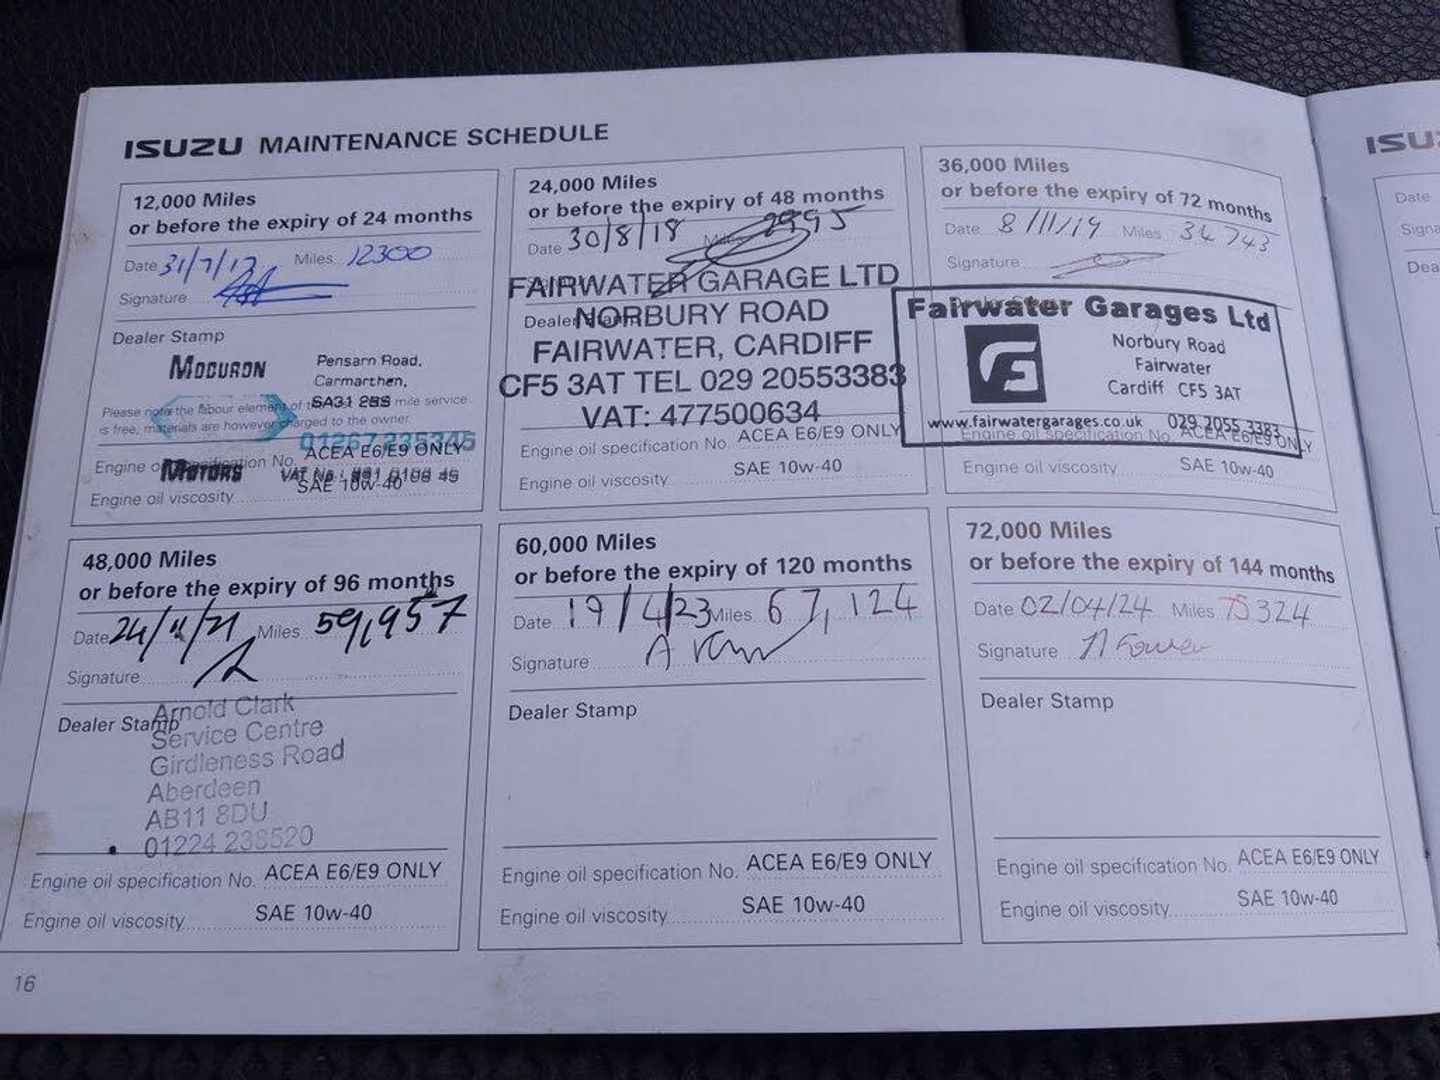 ISUZU MAINTENANCE SCHEDULE
12,000 Miles
or before the expiry of 24 months
Date 31/7/17 Miles 12300
Signature
Dealer Stamp
MODURON
Pensarn Road,
Carmarthen,
SA31 2BS
Please note the labour element of mile service
is free, materials are however charged to the owner
01267 235345
Engine oil specification No. ACEA E6/E9 ONLY
MOTORS VAT No.
Engine oil viscosity SAE 10w-40
24,000 Miles
or before the expiry of 48 months
Date 30/8/18 Miles
FAIRWATER GARAGE LTD
Dealer Stamp
NORBURY ROAD
FAIRWATER, CARDIFF
CF5 3AT TEL 029 20553383
VAT: 477500634
Engine oil specification No. ACEA E6/E9 ONLY
Engine oil viscosity SAE 10w-40
36,000 Miles
or before the expiry of 72 months
Date 8/11/19 Miles 34743
Signature
Fairwater Garages Ltd
Norbury Road
Fairwater
Cardiff CF5 3AT
www.fairwatergarages.co.uk 029 2055 3383
Engine oil specification No. ACEA E6/E9 ONLY
SAE 10w-40
48,000 Miles
or before the expiry of 96 months
Date 24/11/21 Miles 59,957
Signature
Dealer Stamp
Arnold Clark
Service Centre
Girdleness Road
Aberdeen
AB11 8DU
01224 238520
Engine oil specification No. ACEA E6/E9 ONLY
Engine oil viscosity SAE 10w-40
60,000 Miles
or before the expiry of 120 months
Date 19/4/23 Miles 67,124
Signature
Dealer Stamp
Engine oil specification No. ACEA E6/E9 ONLY
Engine oil viscosity SAE 10w-40
72,000 Miles
or before the expiry of 144 months
Date 02/04/24 Miles 75324
Signature
Dealer Stamp
Engine oil specification No. ACEA E6/E9 ONLY
Engine oil viscosity SAE 10w-40
16
ISUZ
Date
Signa
Dea